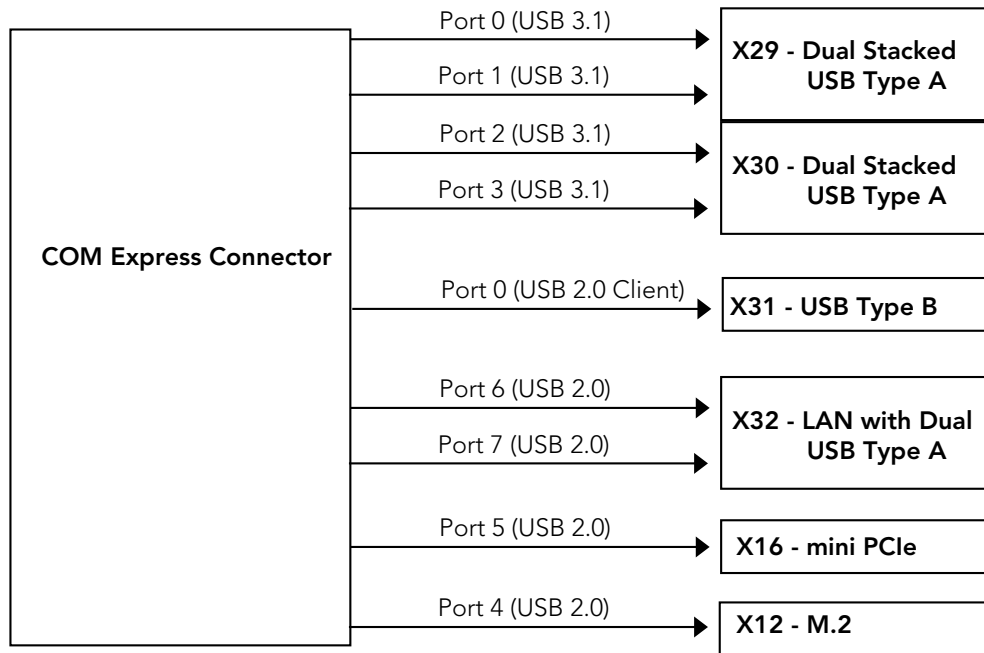 Port 0 (USB 3.1)
X29 - Dual Stacked
USB Type A
Port 1 (USB 3.1)
Port 2 (USB 3.1)
X30 - Dual Stacked
USB Type A
Port 3 (USB 3.1)
COM Express Connector
Port 0 (USB 2.0 Client)
X31 - USB Type B
Port 6 (USB 2.0)
X32 - LAN with Dual
USB Type A
Port 7 (USB 2.0)
Port 5 (USB 2.0)
X16 - mini PCIe
Port 4 (USB 2.0)
X12 - M.2